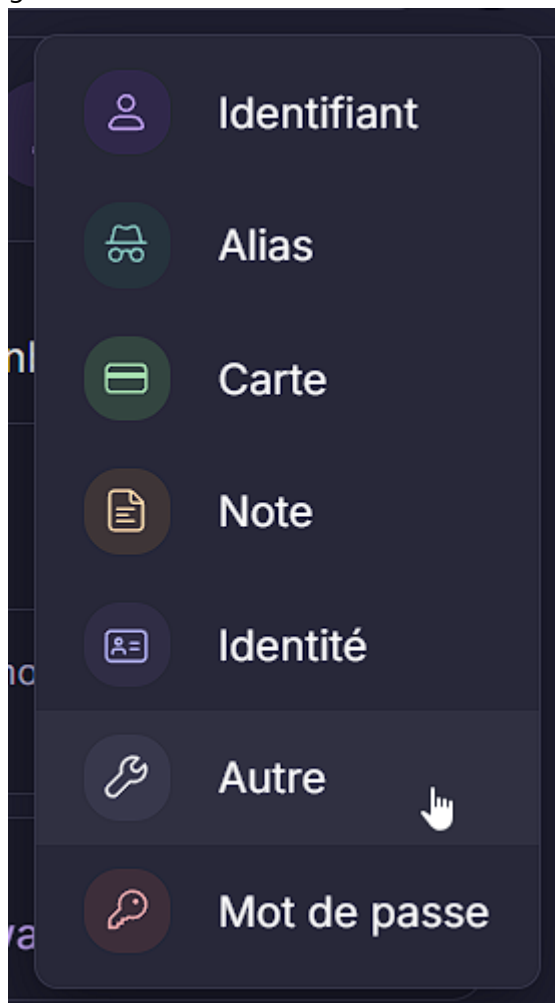 Identifiant
Alias
Carte
Note
Identité
Autre
Mot de passe